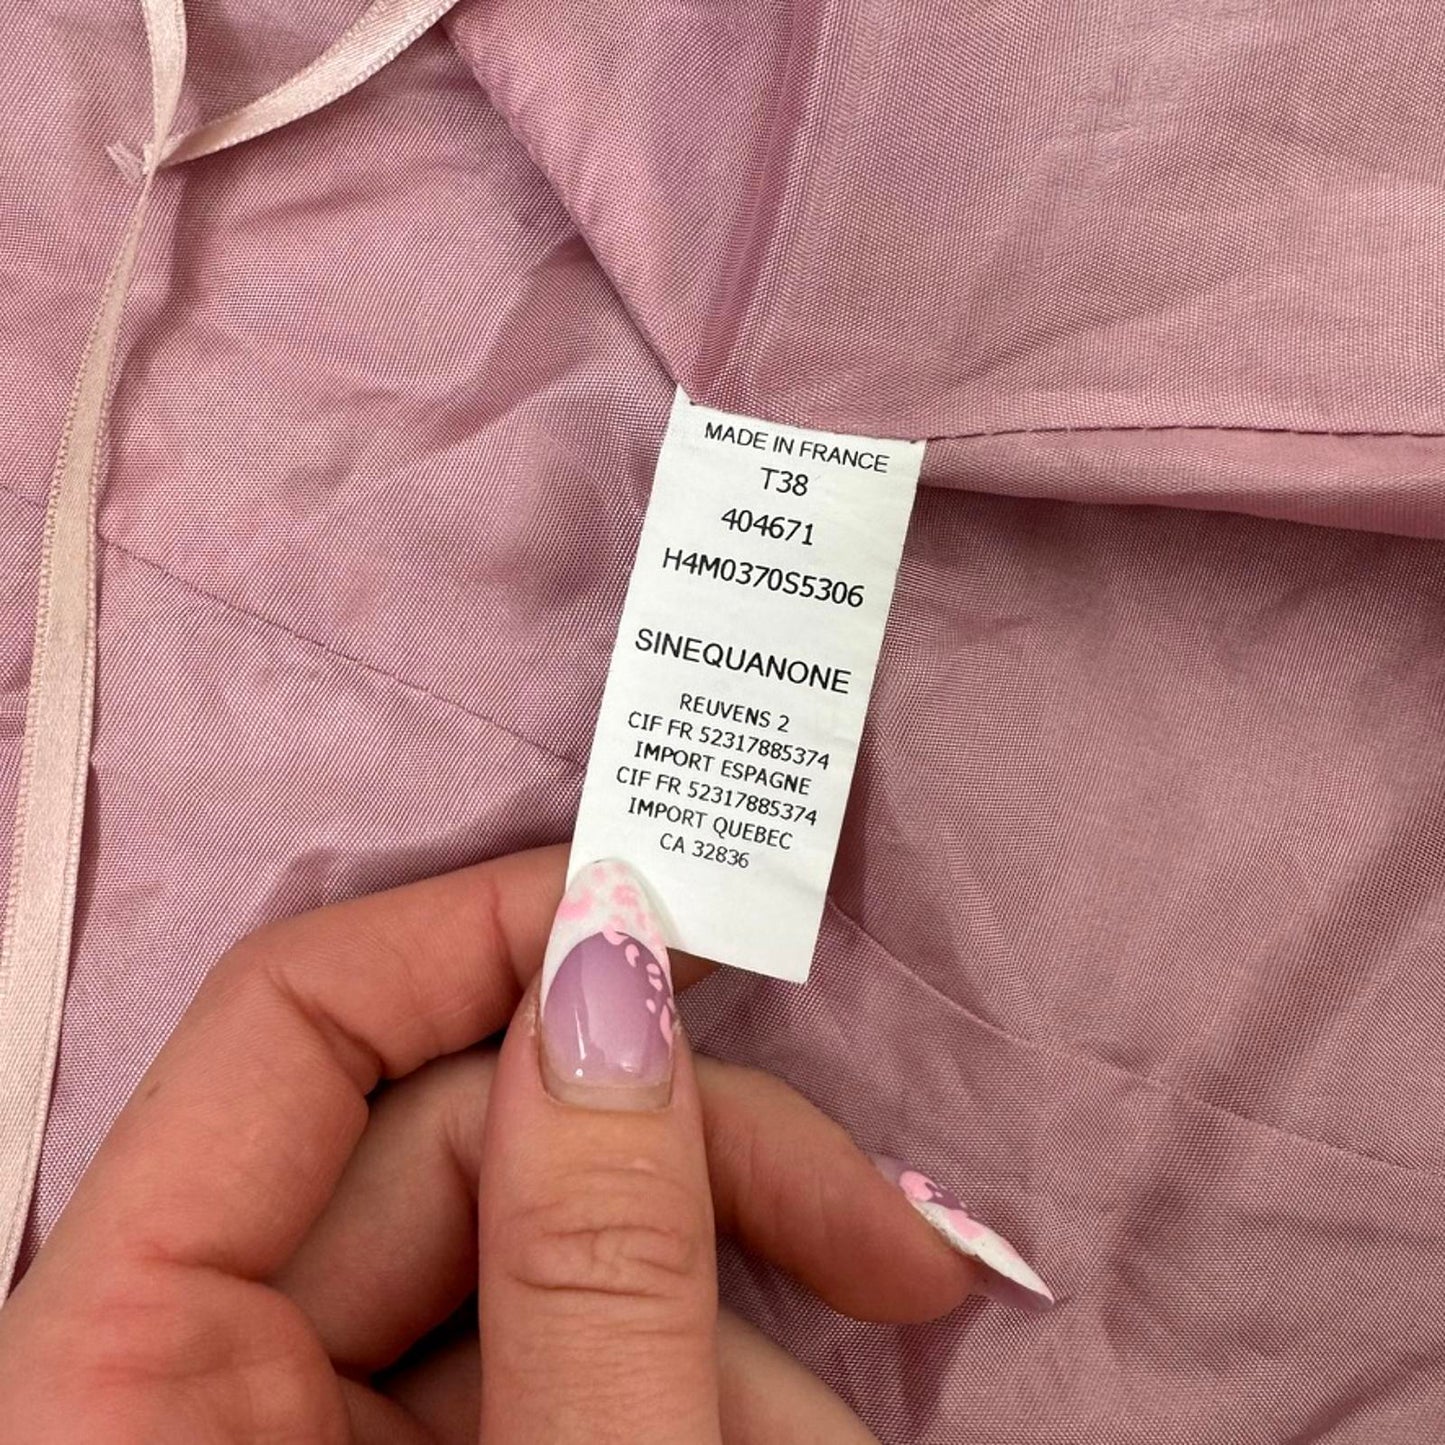 MADE IN FRANCE
T38
404671
H4M0370S5306
SINEQUANONE
REUVENS 2
CIF FR 52317885374
IMPORT ESPAGNE
CIF FR 52317885374
IMPORT QUEBEC
CA 32836